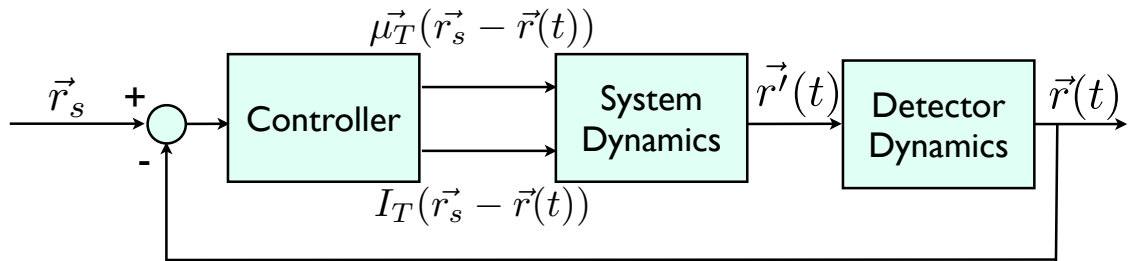 μ⃗_T(r⃗_s − r⃗(t))
r⃗_s
+
-
Controller
System
Dynamics
r⃗'(t)
Detector
Dynamics
r⃗(t)
I_T(r⃗_s − r⃗(t))